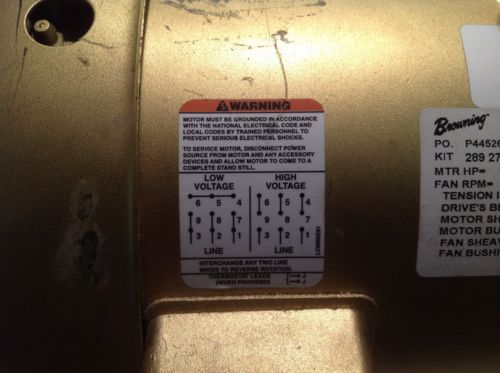 WARNING
MOTOR MUST BE GROUNDED IN ACCORDANCE
WITH THE NATIONAL ELECTRICAL CODE AND
LOCAL CODES BY TRAINED PERSONNEL TO
PREVENT SERIOUS ELECTRICAL SHOCKS.
TO SERVICE MOTOR, DISCONNECT POWER
SOURCE FROM MOTOR AND ANY ACCESSORY
DEVICES AND ALLOW MOTOR TO COME TO A
COMPLETE STAND STILL.
LOW VOLTAGE
6 5 4
9 8 7
3 2 1
LINE
HIGH VOLTAGE
6 5 4
9 8 7
3 2 1
LINE
INTERCHANGE ANY TWO LINE
WIRES TO REVERSE ROTATION.
THERMOSTAT LEADS J
(WHEN PROVIDED) J
Browning
PO. P4452
KIT 289 27
MTR HP=
FAN RPM=
TENSION I
DRIVE'S B
MOTOR SH
MOTOR BU
FAN SHEA
FAN BUSHI